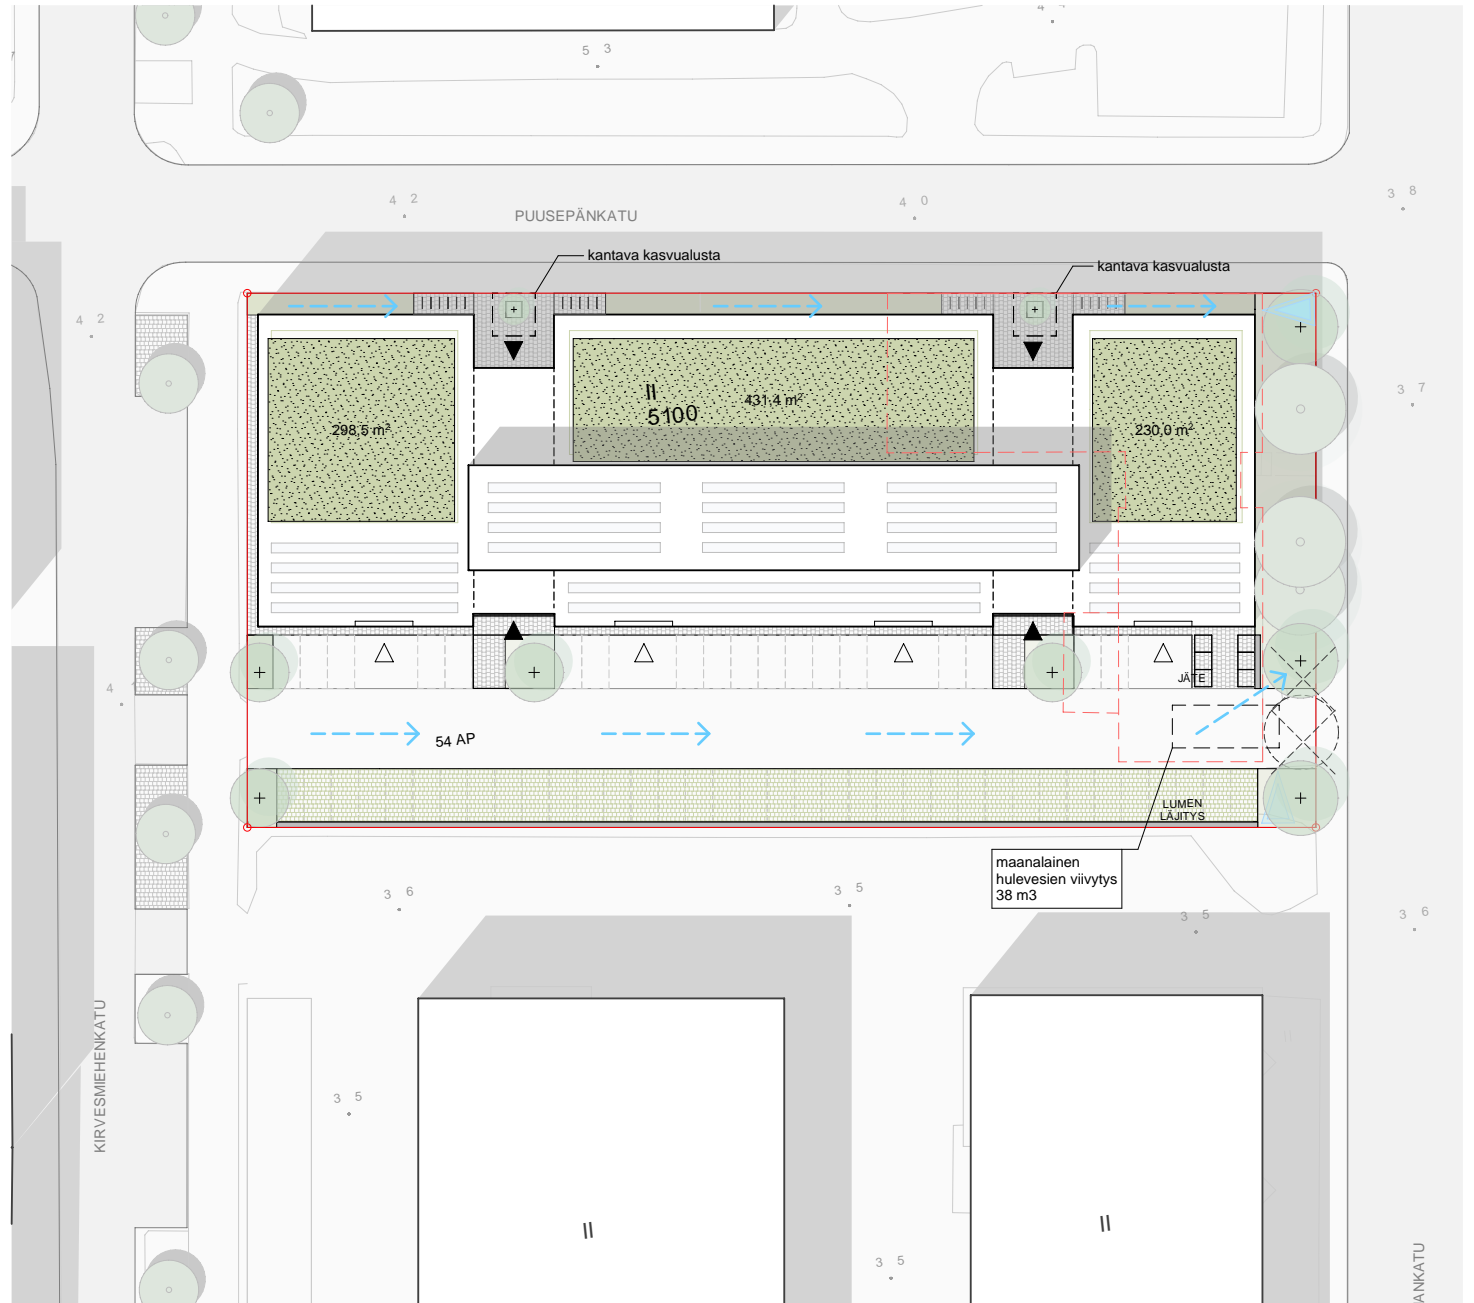 4 4
5 3
4 2
4 0
3 8
PUUSEPÄNKATU
kantava kasvualusta
kantava kasvualusta
4 2
3 7
II
5100
298,5 m²
431,4 m²
230,0 m²
JÄTE
4
54 AP
LUMEN
LÄJITYS
maanalainen
hulevesien viivytys
38 m3
3 6
3 5
3 5
3 6
KIRVESMIEHENKATU
3 5
II
II
3 5
ANKATU